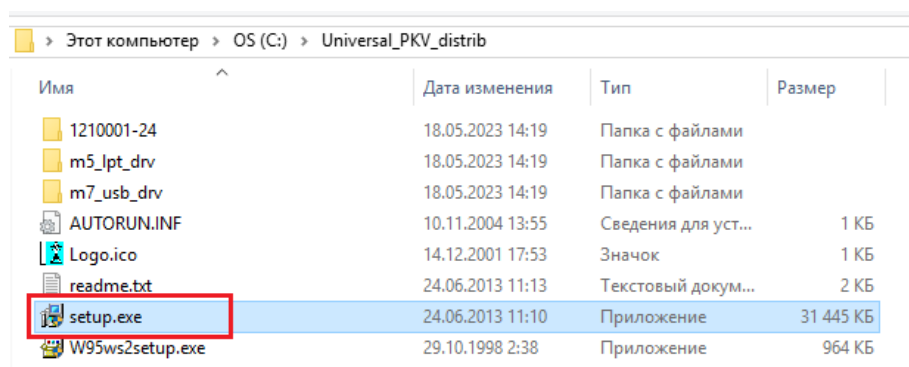 Этот компьютер > OS (C:) > Universal_PKV_distrib
Имя Дата изменения Тип Размер
1210001-24 18.05.2023 14:19 Папка с файлами
m5_lpt_drv 18.05.2023 14:19 Папка с файлами
m7_usb_drv 18.05.2023 14:19 Папка с файлами
AUTORUN.INF 10.11.2004 13:55 Сведения для уст... 1 КБ
Logo.ico 14.12.2001 17:53 Значок 1 КБ
readme.txt 24.06.2013 11:13 Текстовый докум... 2 КБ
setup.exe 24.06.2013 11:10 Приложение 31 445 КБ
W95ws2setup.exe 29.10.1998 2:38 Приложение 964 КБ